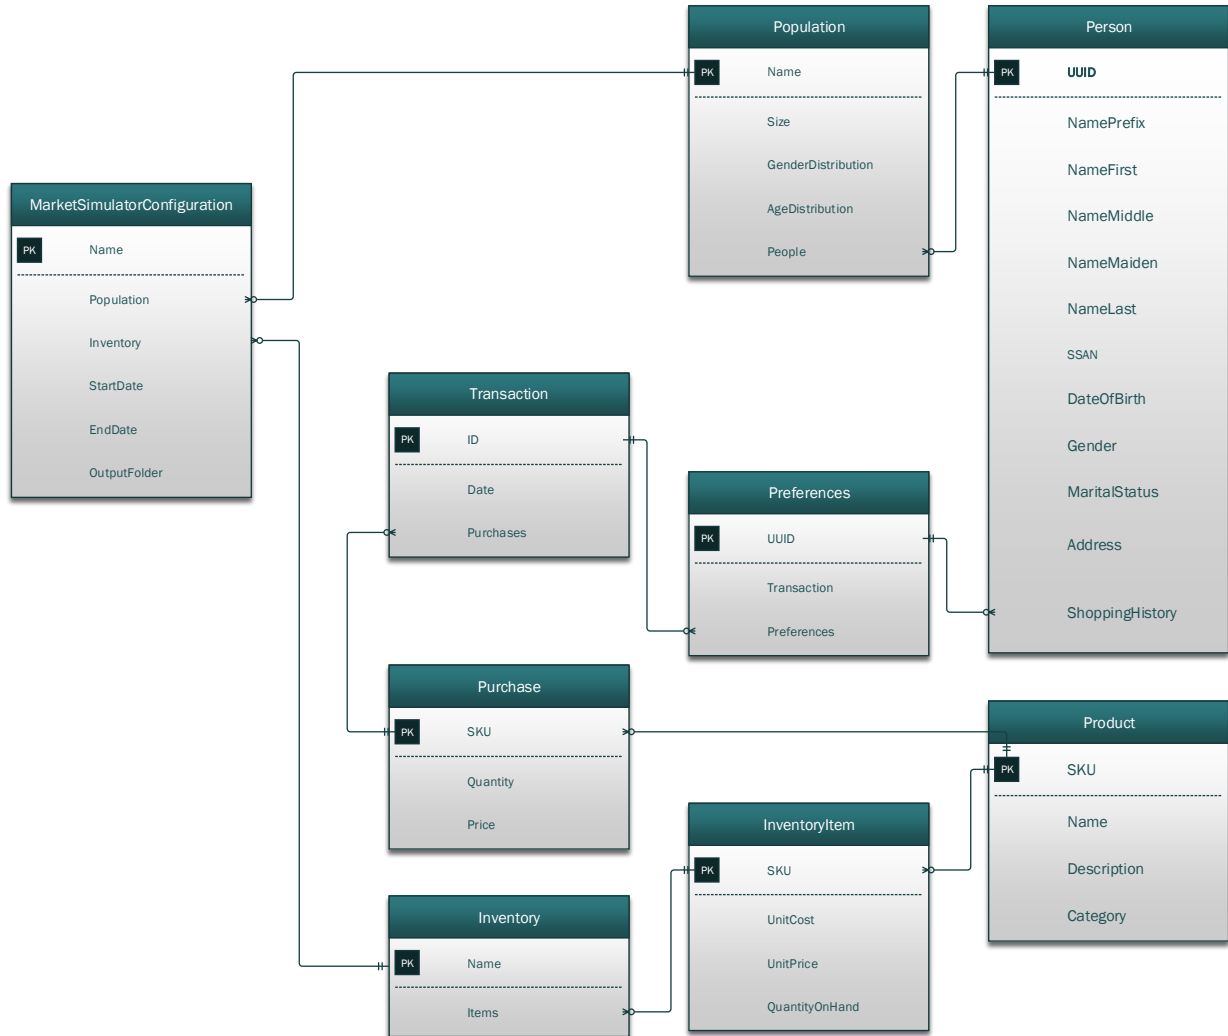 Population
PK Name
Size
GenderDistribution
AgeDistribution
People
Person
PK UUID
NamePrefix
NameFirst
NameMiddle
NameMaiden
NameLast
SSAN
DateOfBirth
Gender
MaritalStatus
Address
ShoppingHistory
MarketSimulatorConfiguration
PK Name
Population
Inventory
StartDate
EndDate
OutputFolder
Transaction
PK ID
Date
Purchases
Preferences
PK UUID
Transaction
Preferences
Purchase
PK SKU
Quantity
Price
Product
PK SKU
Name
Description
Category
InventoryItem
PK SKU
UnitCost
UnitPrice
QuantityOnHand
Inventory
PK Name
Items